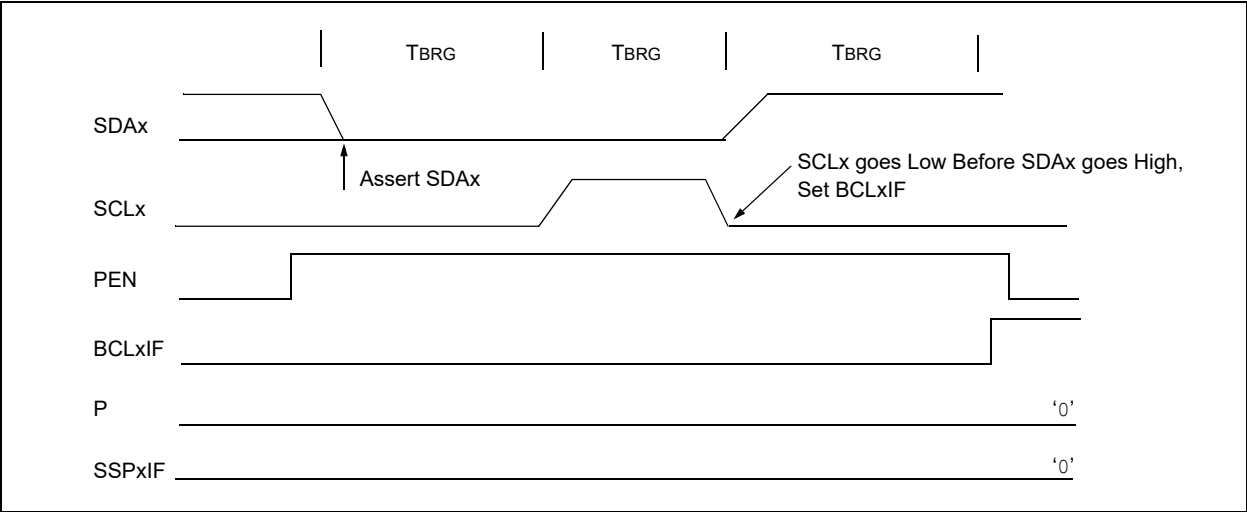 TBRG TBRG TBRG
SDAx
Assert SDAx
SCLx goes Low Before SDAx goes High,
Set BCLxIF
SCLx
PEN
BCLxIF
P
‘0’
SSPxIF
‘0’